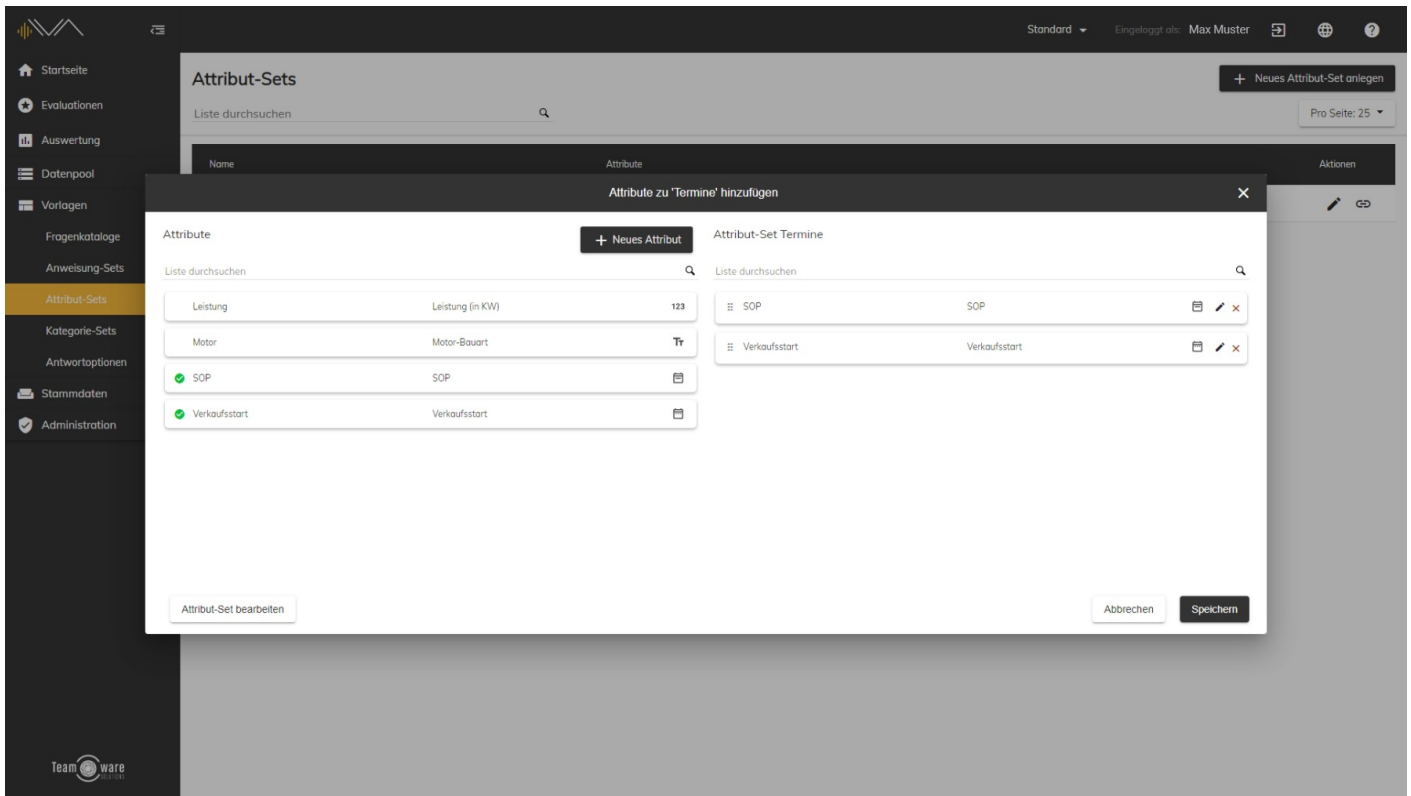 Standard Eingeloggt als: Max Muster
Startseite
Evaluationen
Auswertung
Datenpool
Vorlagen
Fragenkataloge
Anweisung-Sets
Attribut-Sets
Kategorie-Sets
Antwortoptionen
Stammdaten
Administration
Attribut-Sets
+ Neues Attribut-Set anlegen
Liste durchsuchen
Pro Seite: 25
Name Attribute Aktionen
Attribute zu 'Termine' hinzufügen
Attribute
+ Neues Attribut
Liste durchsuchen
Leistung Leistung (in KW) 123
Motor Motor-Bauart Tт
SOP SOP
Verkaufsstart Verkaufsstart
Attribut-Set Termine
Liste durchsuchen
SOP SOP
Verkaufsstart Verkaufsstart
Attribut-Set bearbeiten
Abbrechen Speichern
Team ware
SOLUTIONS